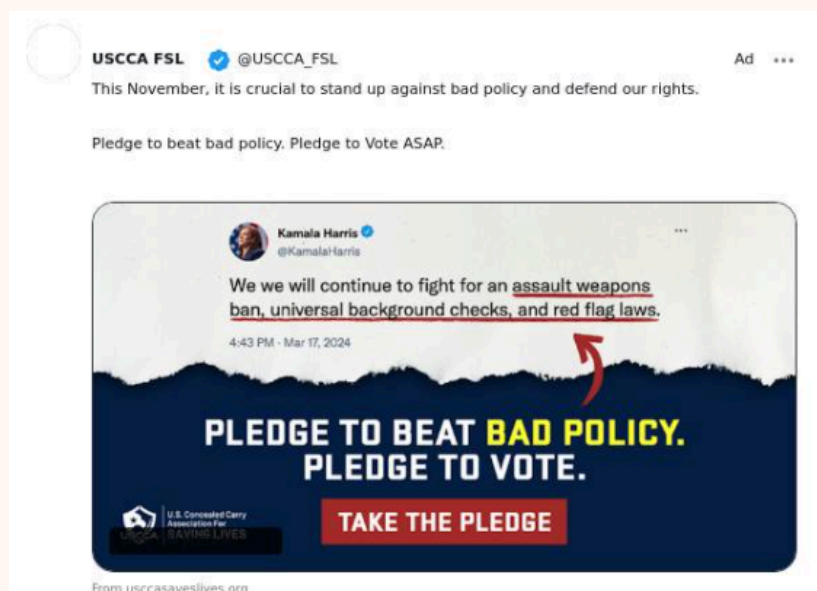 USCCA FSL @USCCA_FSL Ad ...
This November, it is crucial to stand up against bad policy and defend our rights.
Pledge to beat bad policy. Pledge to Vote ASAP.
Kamala Harris ...
@KamalaHarris
We we will continue to fight for an assault weapons
ban, universal background checks, and red flag laws.
4:43 PM · Mar 17, 2024
PLEDGE TO BEAT BAD POLICY.
PLEDGE TO VOTE.
TAKE THE PLEDGE
U.S. Concealed Carry
Association For
USCCA SAVING LIVES
From usccasaveslives.org